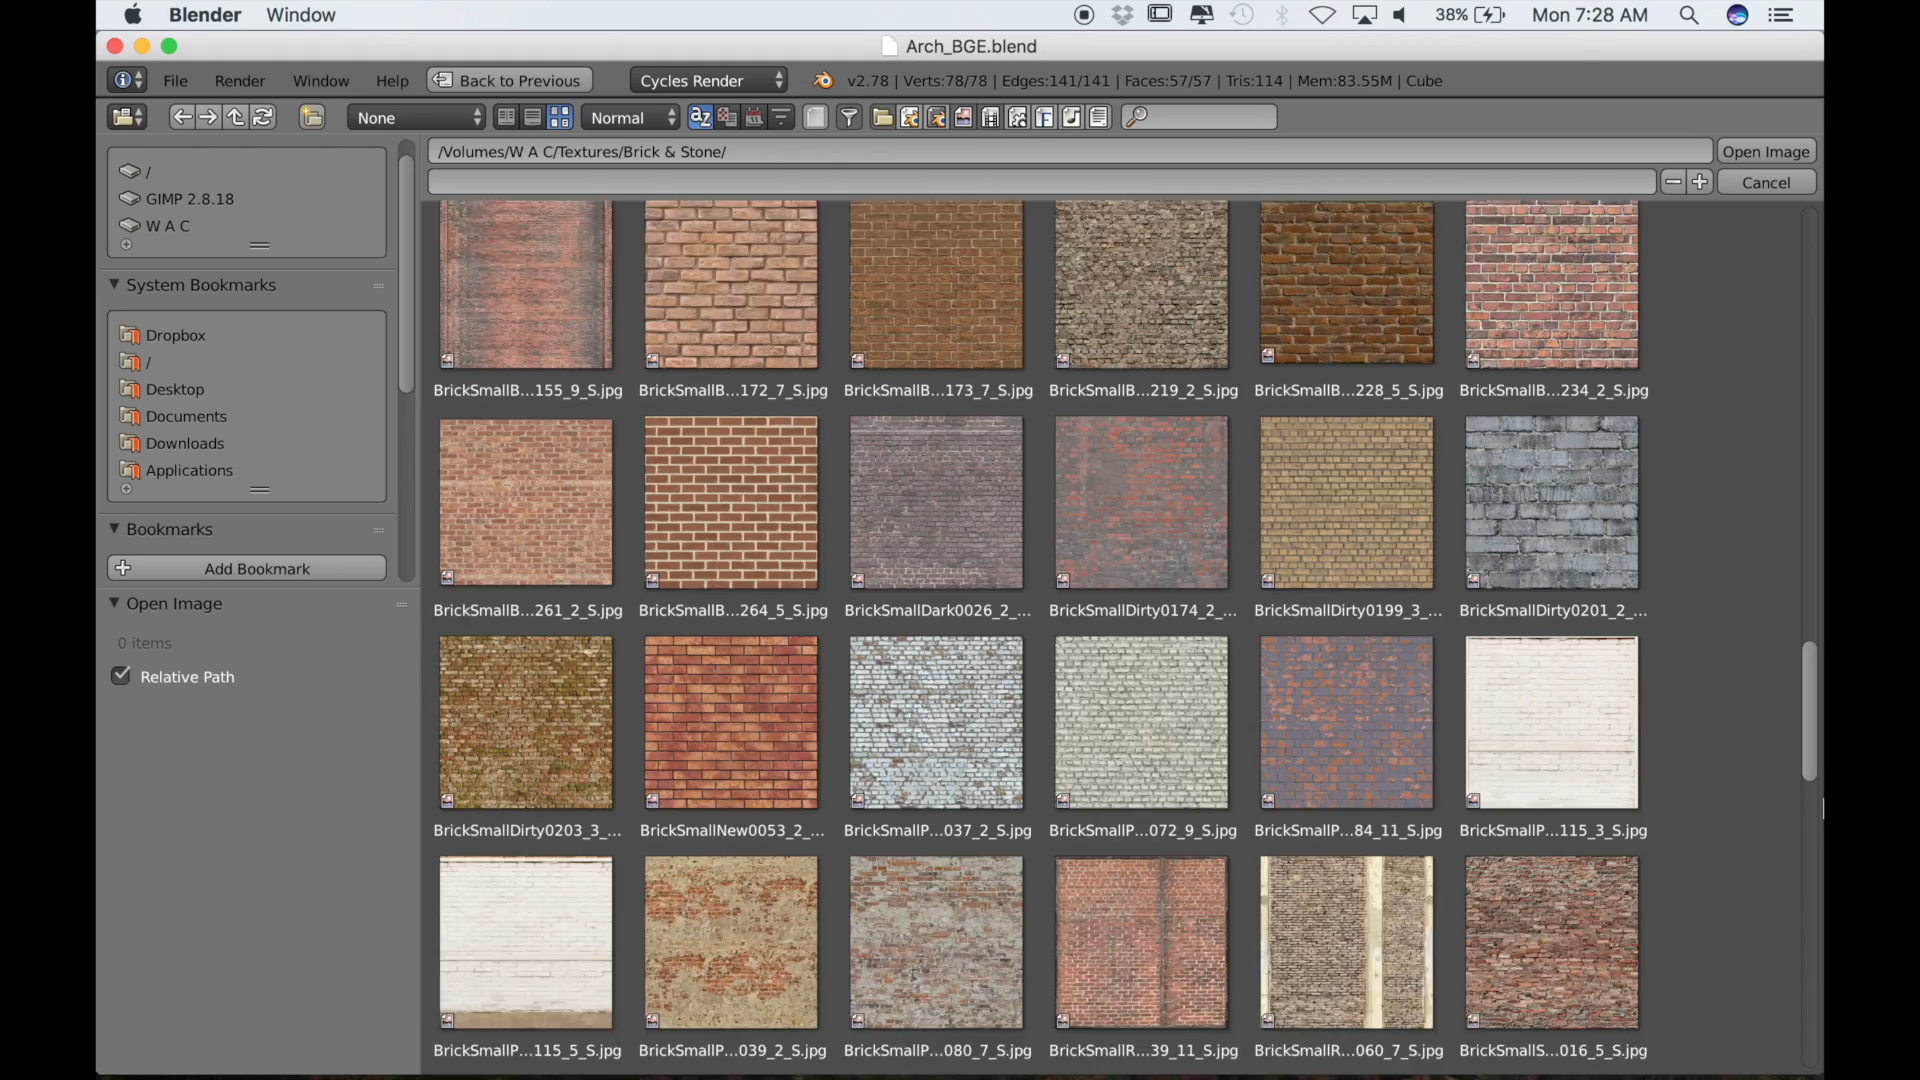 Blender Window 38% Mon 7:28 AM
Arch_BGE.blend
File Render Window Help Back to Previous Cycles Render v2.78 | Verts:78/78 | Edges:141/141 | Faces:57/57 | Tris:114 | Mem:83.55M | Cube
None Normal
/Volumes/W A C/Textures/Brick & Stone/ Open Image
Cancel
/
GIMP 2.8.18
W A C
System Bookmarks
Dropbox
/
Desktop
Documents
Downloads
Applications
Bookmarks
Add Bookmark
Open Image
0 items
Relative Path
BrickSmallB...155_9_S.jpg BrickSmallB...172_7_S.jpg BrickSmallB...173_7_S.jpg BrickSmallB...219_2_S.jpg BrickSmallB...228_5_S.jpg BrickSmallB...234_2_S.jpg
BrickSmallB...261_2_S.jpg BrickSmallB...264_5_S.jpg BrickSmallDark0026_2_... BrickSmallDirty0174_2_... BrickSmallDirty0199_3_... BrickSmallDirty0201_2_...
BrickSmallDirty0203_3_... BrickSmallNew0053_2_... BrickSmallP...037_2_S.jpg BrickSmallP...072_9_S.jpg BrickSmallP...84_11_S.jpg BrickSmallP...115_3_S.jpg
BrickSmallP...115_5_S.jpg BrickSmallP...039_2_S.jpg BrickSmallP...080_7_S.jpg BrickSmallR...39_11_S.jpg BrickSmallR...060_7_S.jpg BrickSmallS...016_5_S.jpg